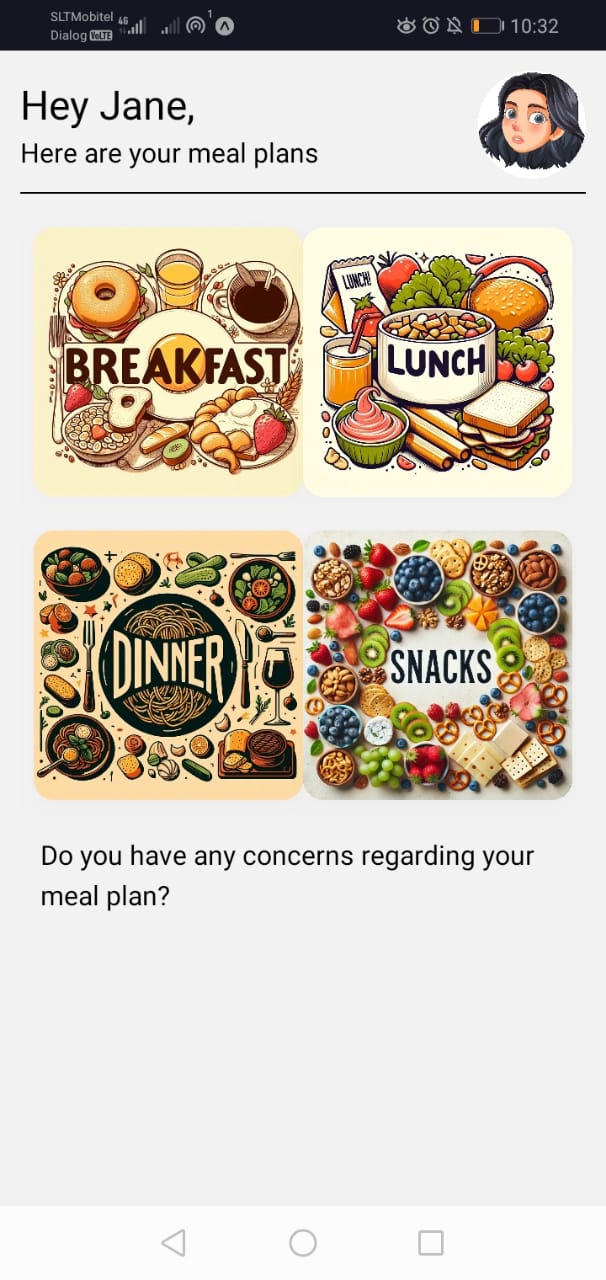 SLTMobitel
4G
1
Dialog VoLTE
10:32
Hey Jane,
Here are your meal plans
BREAKFAST
LUNCH!
LUNCH
DINNER
SNACKS
Do you have any concerns regarding your
meal plan?